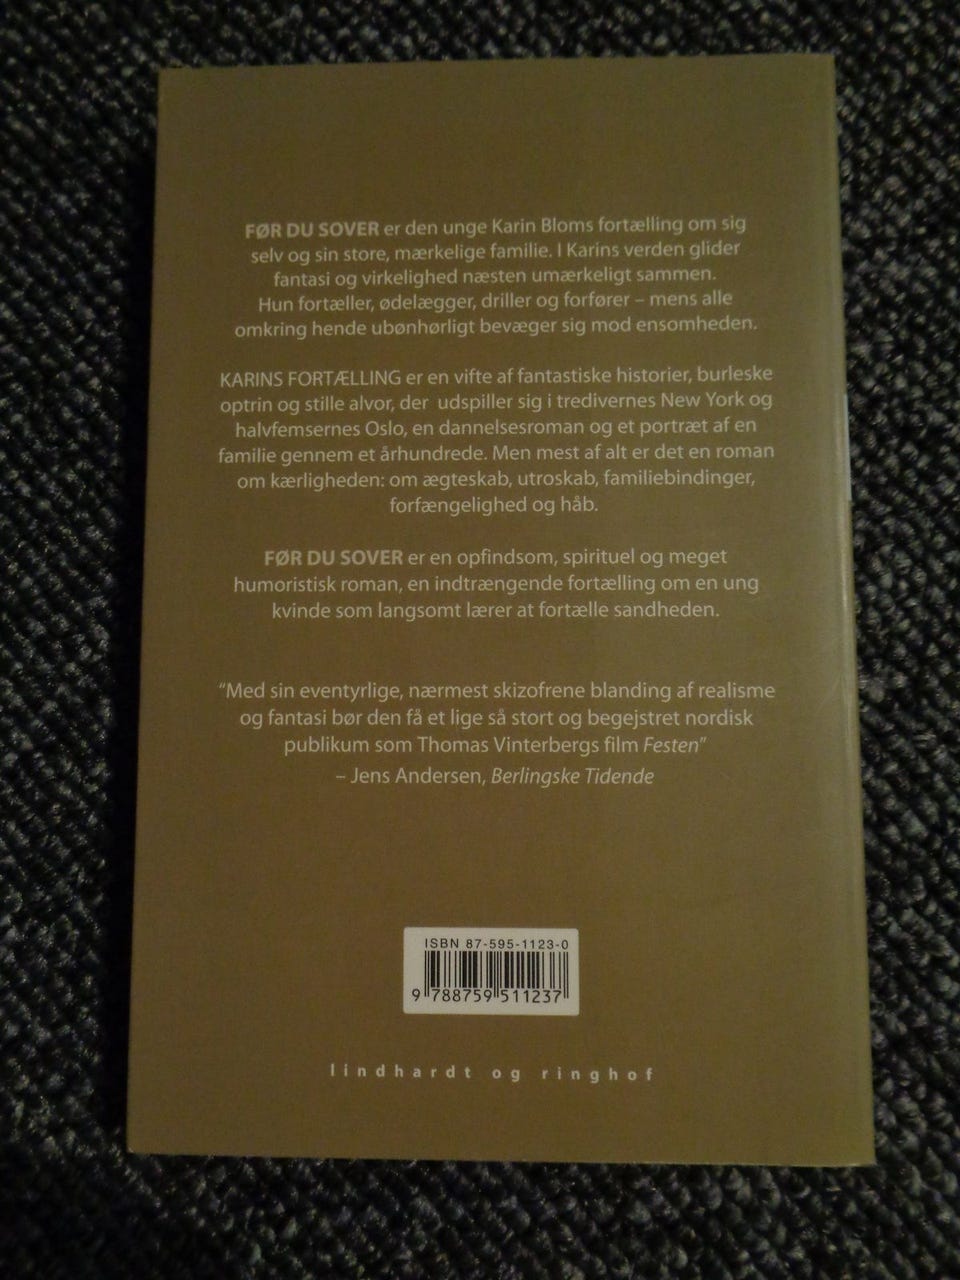 FØR DU SOVER er den unge Karin Bloms fortælling om sig
selv og sin store, mærkelige familie. I Karins verden glider
fantasi og virkelighed næsten umærkeligt sammen.
Hun fortæller, ødelægger, driller og forfører – mens alle
omkring hende ubønhørligt bevæger sig mod ensomheden.
KARINS FORTÆLLING er en vifte af fantastiske historier, burleske
optrin og stille alvor, der udspiller sig i tredivernes New York og
halvfemsernes Oslo, en dannelsesroman og et portræt af en
familie gennem et århundrede. Men mest af alt er det en roman
om kærligheden: om ægteskab, utroskab, familiebindinger,
forfængelighed og håb.
FØR DU SOVER er en opfindsom, spirituel og meget
humoristisk roman, en indtrængende fortælling om en ung
kvinde som langsomt lærer at fortælle sandheden.
“Med sin eventyrlige, nærmest skizofrene blanding af realisme
og fantasi bør den få et lige så stort og begejstret nordisk
publikum som Thomas Vinterbergs film Festen”
– Jens Andersen, Berlingske Tidende
ISBN 87-595-1123-0
9 788759 511237
lindhardt og ringhof